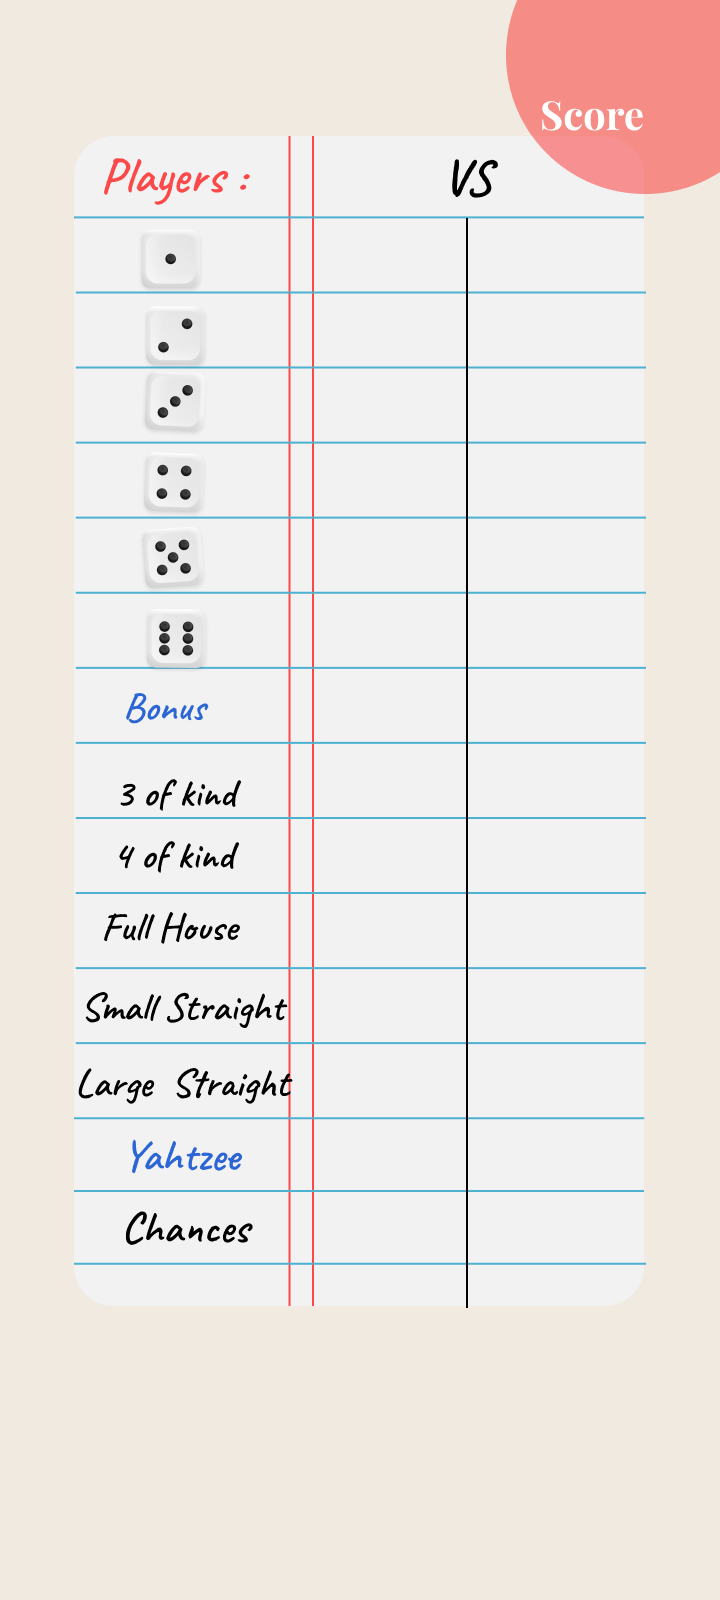 Score
Players :
VS
Bonus
3 of kind
4 of kind
Full House
Small Straight
Large Straight
Yahtzee
Chances